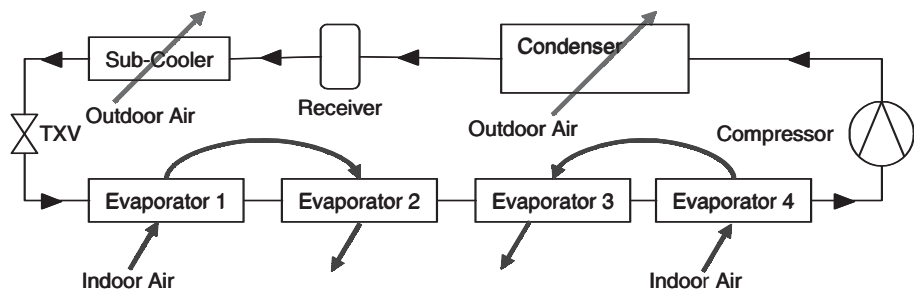 Sub-Cooler
Condenser
Receiver
Outdoor Air
Outdoor Air
TXV
Compressor
Evaporator 1
Evaporator 2
Evaporator 3
Evaporator 4
Indoor Air
Indoor Air